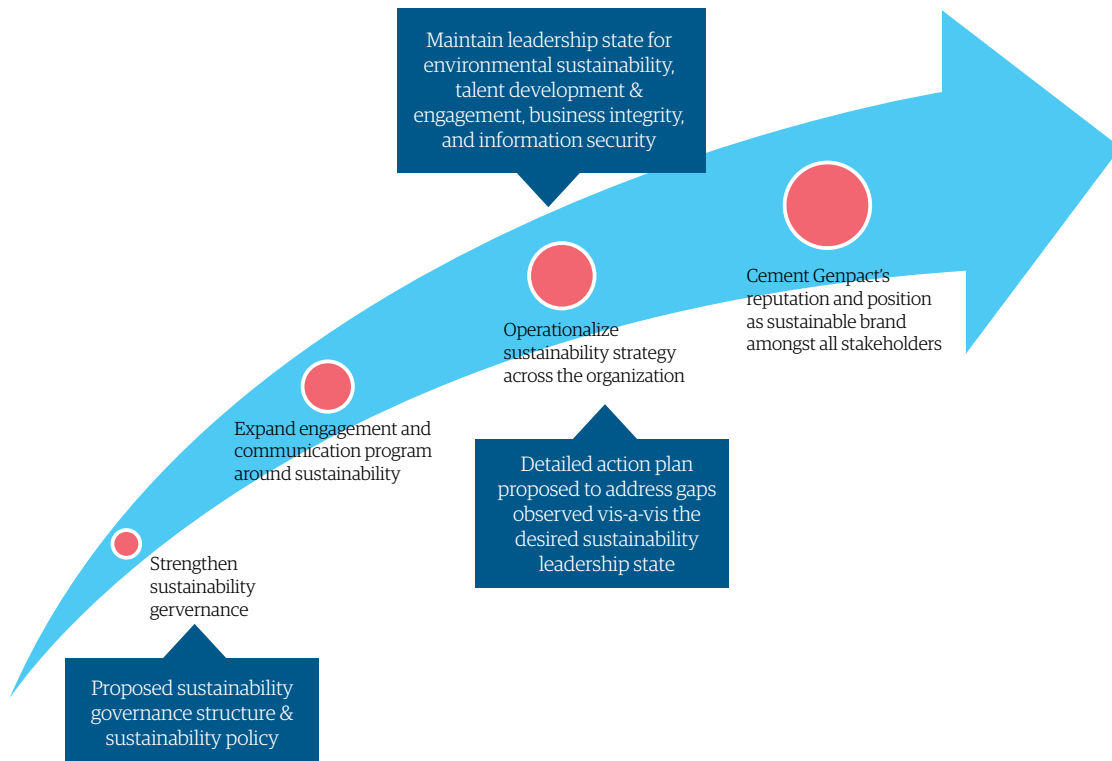 Maintain leadership state for
environmental sustainability,
talent development &
engagement, business integrity,
and information security
Cement Genpact's
reputation and position
as sustainable brand
amongst all stakeholders
Operationalize
sustainability strategy
across the organization
Expand engagement and
communication program
around sustainability
Detailed action plan
proposed to address gaps
observed vis-a-vis the
desired sustainability
leadership state
Strengthen
sustainability
gervernance
Proposed sustainability
governance structure &
sustainability policy